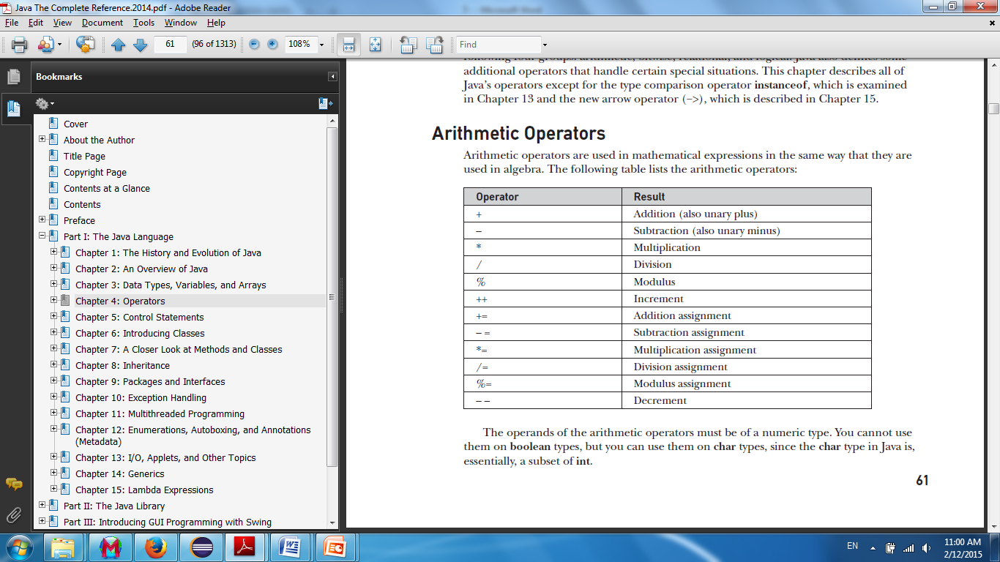 Java The Complete Reference.2014.pdf - Adobe Reader
File Edit View Document Tools Window Help
61 (96 of 1313) 108% Find
Bookmarks
Cover
About the Author
Title Page
Copyright Page
Contents at a Glance
Contents
Preface
Part I: The Java Language
Chapter 1: The History and Evolution of Java
Chapter 2: An Overview of Java
Chapter 3: Data Types, Variables, and Arrays
Chapter 4: Operators
Chapter 5: Control Statements
Chapter 6: Introducing Classes
Chapter 7: A Closer Look at Methods and Classes
Chapter 8: Inheritance
Chapter 9: Packages and Interfaces
Chapter 10: Exception Handling
Chapter 11: Multithreaded Programming
Chapter 12: Enumerations, Autoboxing, and Annotations
(Metadata)
Chapter 13: I/O, Applets, and Other Topics
Chapter 14: Generics
Chapter 15: Lambda Expressions
Part II: The Java Library
Part III: Introducing GUI Programming with Swing
following four groups: arithmetic, bitwise, relational, and logical. Java also defines some
additional operators that handle certain special situations. This chapter describes all of
Java's operators except for the type comparison operator instanceof, which is examined
in Chapter 13 and the new arrow operator (–>), which is described in Chapter 15.
Arithmetic Operators
Arithmetic operators are used in mathematical expressions in the same way that they are
used in algebra. The following table lists the arithmetic operators:
Operator Result
+ Addition (also unary plus)
– Subtraction (also unary minus)
* Multiplication
/ Division
% Modulus
++ Increment
+= Addition assignment
– = Subtraction assignment
*= Multiplication assignment
/= Division assignment
%= Modulus assignment
– – Decrement
The operands of the arithmetic operators must be of a numeric type. You cannot use
them on boolean types, but you can use them on char types, since the char type in Java is,
essentially, a subset of int.
61
EN 11:00 AM
2/12/2015